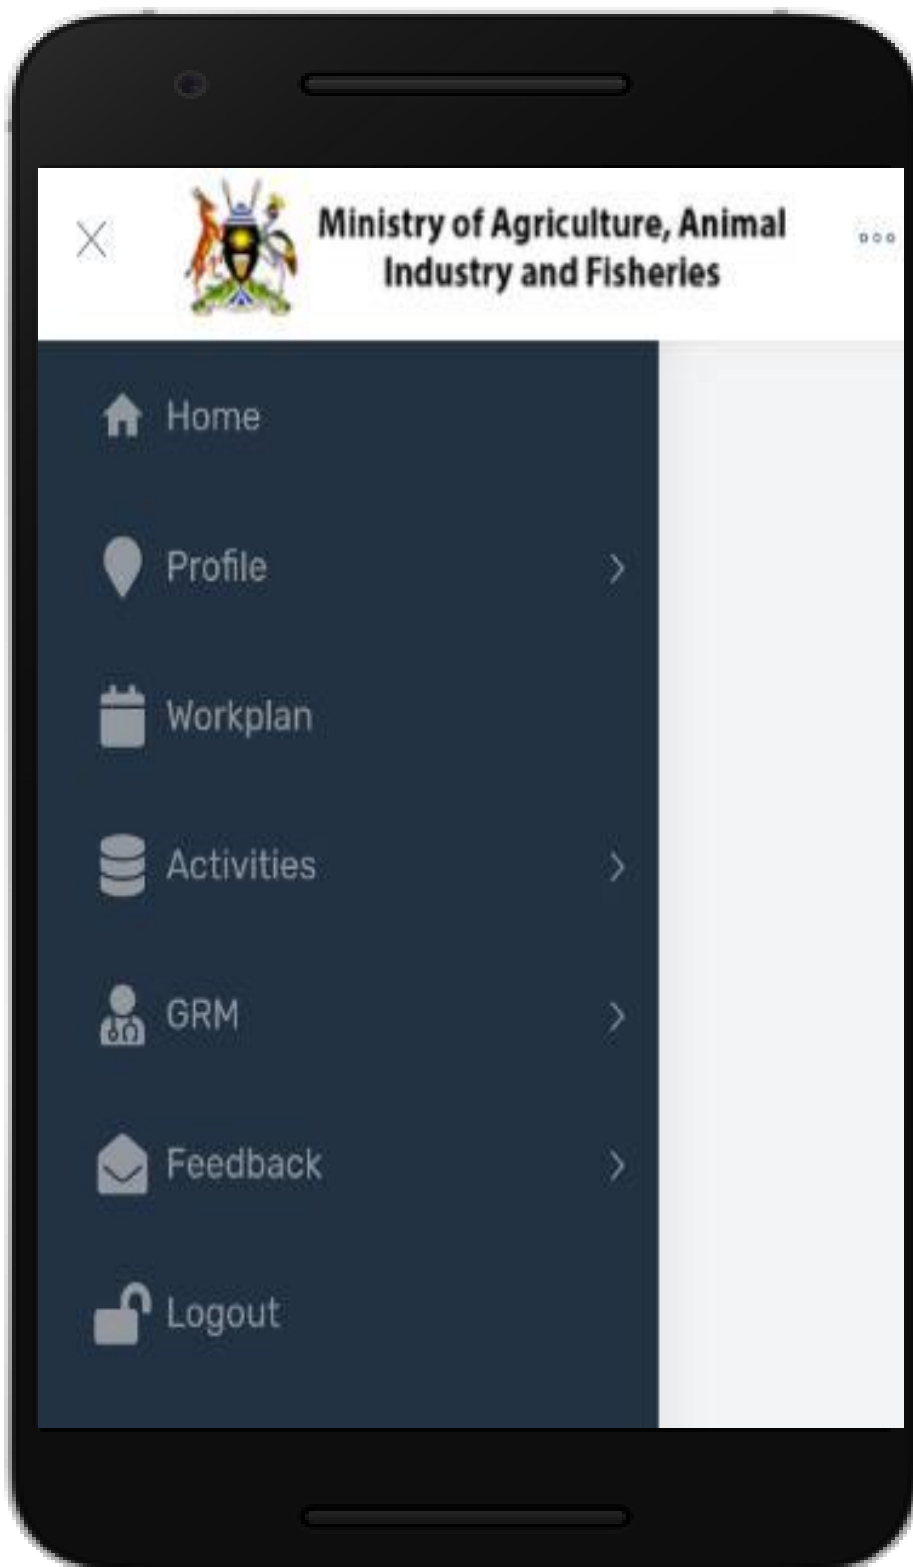 Ministry of Agriculture, Animal
Industry and Fisheries
Home
Profile
Workplan
Activities
GRM
Feedback
Logout